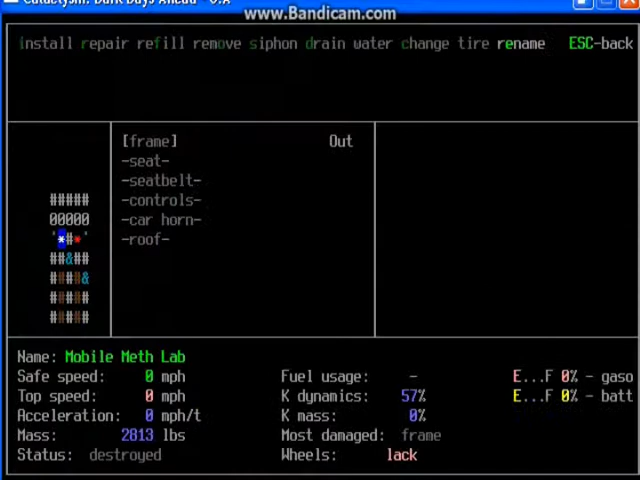 Cataclysm: Dark Days Ahead - 0.A
www.Bandicam.com
install repair refill remove siphon drain water change tire rename ESC-back
[frame] Out
-seat-
-seatbelt-
-controls-
-car horn-
-roof-
#####
00000
'*#*'
##&##
####&
#####
#####
Name: Mobile Meth Lab
Safe speed: 0 mph Fuel usage: - E...F 0% - gaso
Top speed: 0 mph K dynamics: 57% E...F 0% - batt
Acceleration: 0 mph/t K mass: 0%
Mass: 2813 lbs Most damaged: frame
Status: destroyed Wheels: lack